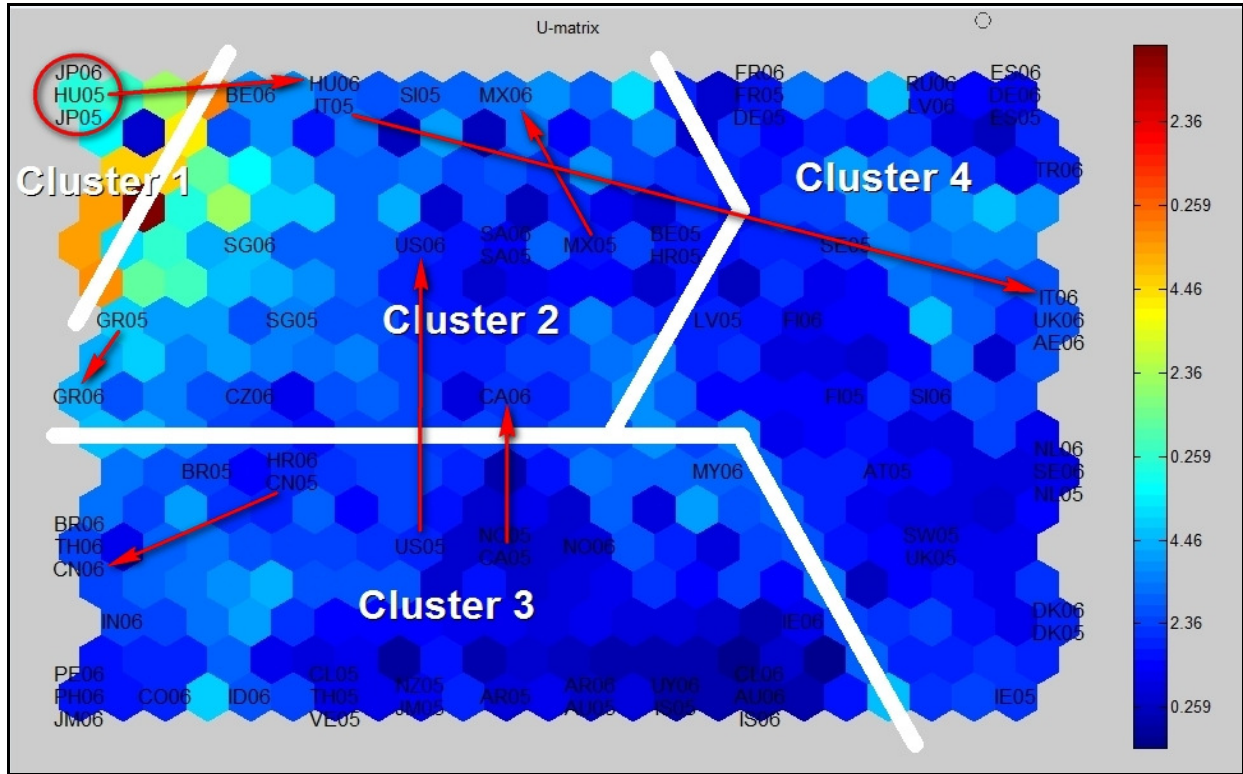 U-matrix
JP06
HU05
JP05
BE06
HU06
IT05
SI05
MX06
FR06
FR05
DE05
RU06
LV06
ES06
DE06
ES05
2.36
Cluster 1
Cluster 4
TR06
0.259
SG06
US06
SA06
SA05
MX05
BE05
HR05
SE05
4.46
IT06
UK06
AE06
GR05
SG05
Cluster 2
LV05
FI06
2.36
GR06
CZ06
CA06
FI05
SI06
0.259
BR05
HR06
CN05
MY06
AT05
NL06
SE06
NL05
4.46
BR06
TH06
CN06
US05
NO05
CA05
NO06
SW05
UK05
Cluster 3
2.36
IN06
IE06
DK06
DK05
PE06
PH06
JM06
CO06
ID06
CL05
TH05
VE05
NZ05
JM05
AR05
AR06
AU05
UY06
IS05
CL06
AU06
IS06
IE05
0.259